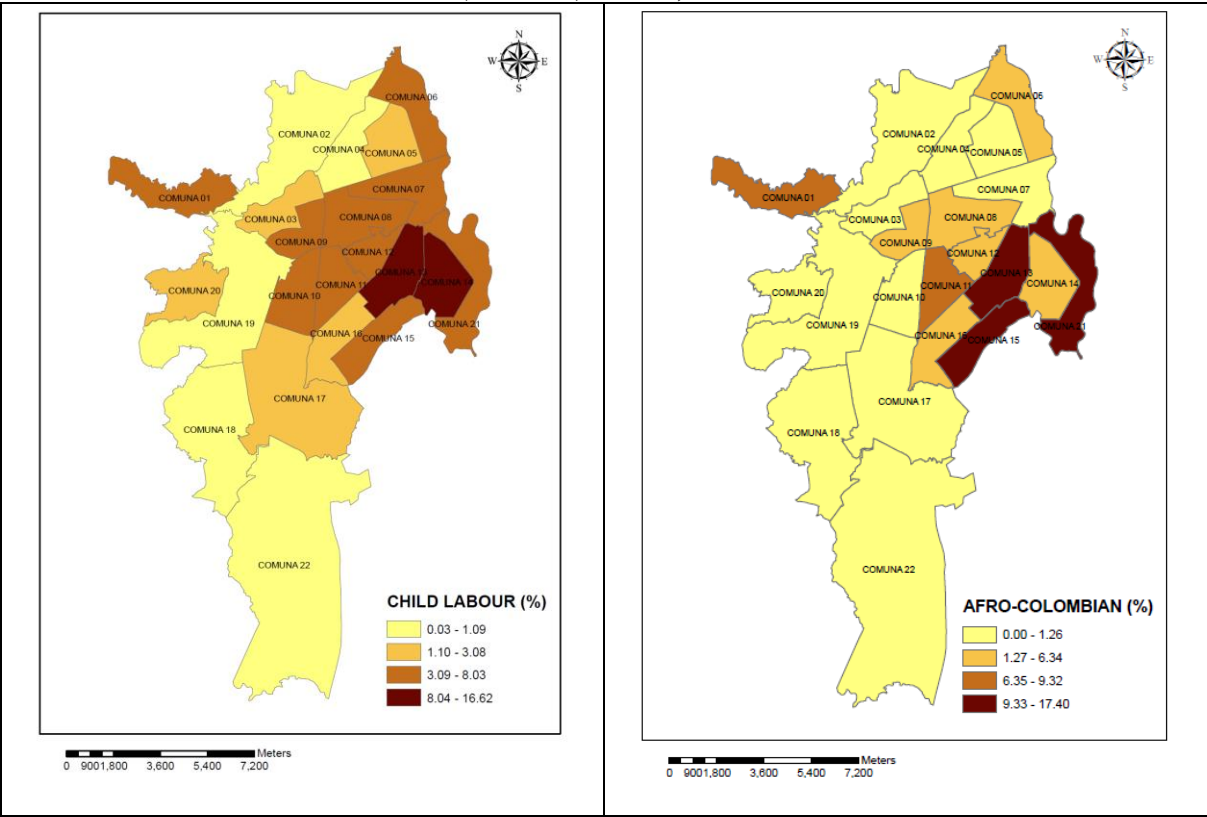 N
W E
S
COMUNA 06
COMUNA 02
COMUNA 04
COMUNA 05
COMUNA 07
COMUNA 01
COMUNA 03
COMUNA 08
COMUNA 09
COMUNA 12
COMUNA 13
COMUNA 11
COMUNA 14
COMUNA 20
COMUNA 10
COMUNA 19
COMUNA 21
COMUNA 16
COMUNA 15
COMUNA 17
COMUNA 18
COMUNA 22
CHILD LABOUR (%)
0.03 - 1.09
1.10 - 3.08
3.09 - 8.03
8.04 - 16.62
Meters
0 9001,800 3,600 5,400 7,200
N
W E
S
COMUNA 06
COMUNA 02
COMUNA 04
COMUNA 05
COMUNA 07
COMUNA 01
COMUNA 03
COMUNA 08
COMUNA 09
COMUNA 12
COMUNA 13
COMUNA 14
COMUNA 11
COMUNA 20
COMUNA 10
COMUNA 19
COMUNA 21
COMUNA 16
COMUNA 15
COMUNA 17
COMUNA 18
COMUNA 22
AFRO-COLOMBIAN (%)
0.00 - 1.26
1.27 - 6.34
6.35 - 9.32
9.33 - 17.40
Meters
0 9001,800 3,600 5,400 7,200